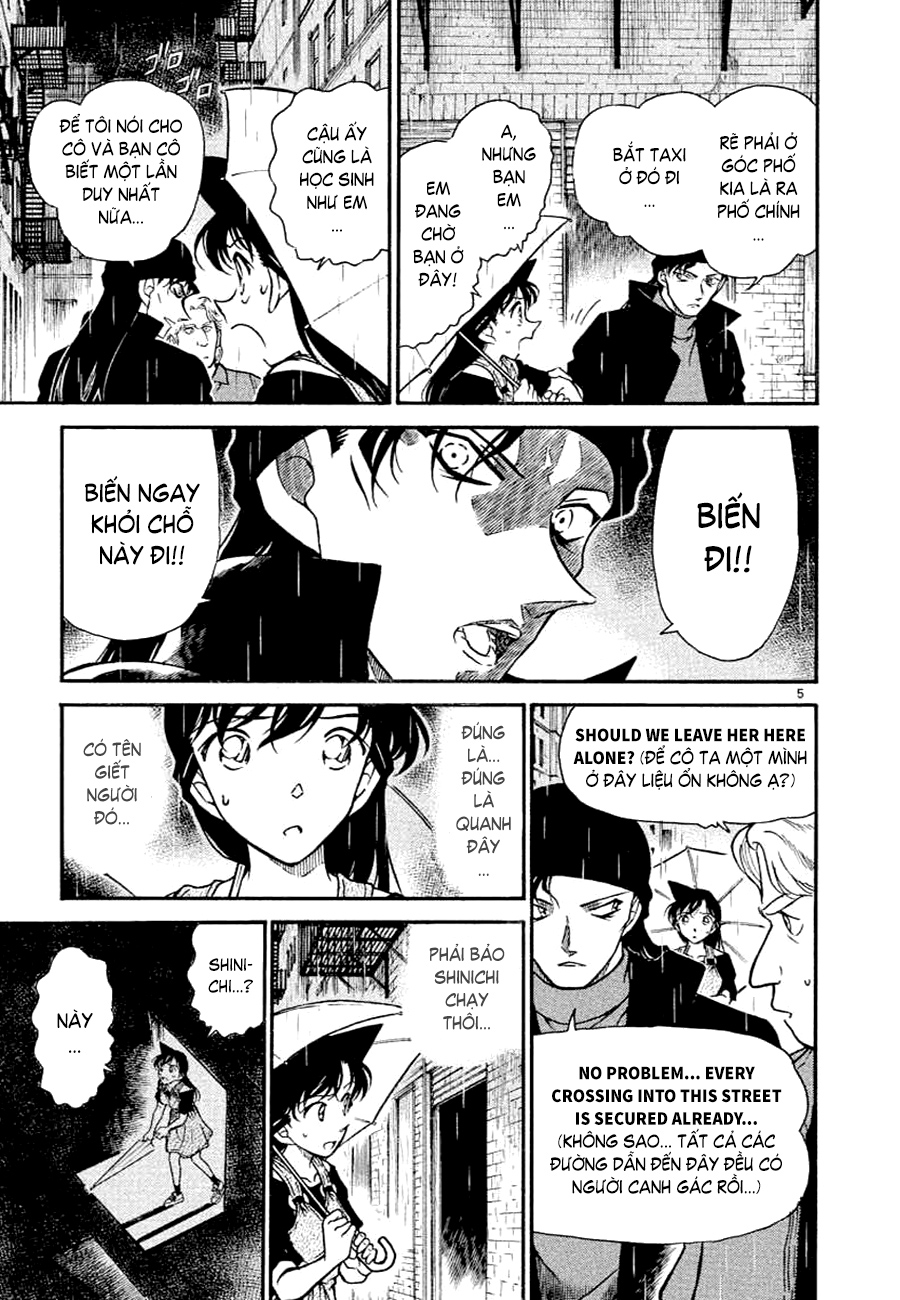 RẼ PHẢI Ở
GÓC PHỐ
KIA LÀ RA
PHỐ CHÍNH
...
BẮT TAXI
Ở ĐÓ ĐI
...
A,
NHƯNG
BẠN
EM
...
EM
ĐANG
CHỜ
BẠN Ở
ĐÂY!
CẬU ẤY
CŨNG LÀ
HỌC SINH
NHƯ EM
...
ゴロ
ゴロ
ĐỂ TÔI NÓI CHO
CÔ VÀ BẠN CÔ
BIẾT MỘT LẦN
DUY NHẤT
NỮA...
BIẾN
ĐI!!
BIẾN NGAY
KHỎI CHỖ
NÀY ĐI!!
5
SHOULD WE LEAVE HER HERE
ALONE? (ĐỂ CÔ TA MỘT MÌNH
Ở ĐÂY LIỆU ỔN KHÔNG Ạ?)
NO PROBLEM... EVERY
CROSSING INTO THIS STREET
IS SECURED ALREADY...
(KHÔNG SAO... TẤT CẢ CÁC
ĐƯỜNG DẪN ĐẾN ĐÂY ĐỀU CÓ
NGƯỜI CANH GÁC RỒI...)
ĐÚNG
LÀ...
ĐÚNG
LÀ
QUANH
ĐÂY
...
CÓ TÊN
GIẾT
NGƯỜI
ĐÓ...
PHẢI BẢO
SHINICHI
CHẠY
THÔI...
SHINI-
CHI...?
NÀY
...